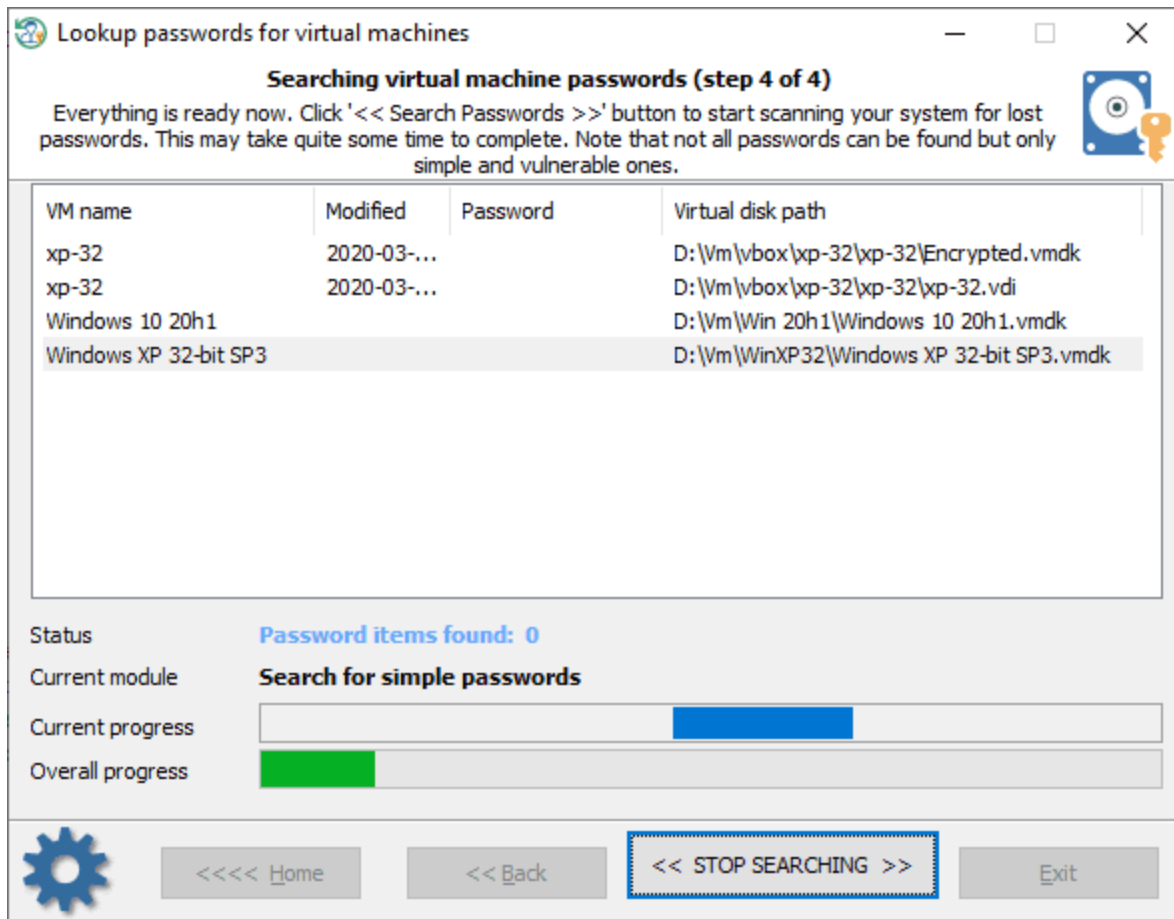 Lookup passwords for virtual machines
Searching virtual machine passwords (step 4 of 4)
Everything is ready now. Click '<< Search Passwords >>' button to start scanning your system for lost
passwords. This may take quite some time to complete. Note that not all passwords can be found but only
simple and vulnerable ones.
VM name Modified Password Virtual disk path
xp-32 2020-03-... D:\Vm\vbox\xp-32\xp-32\Encrypted.vmdk
xp-32 2020-03-... D:\Vm\vbox\xp-32\xp-32\xp-32.vdi
Windows 10 20h1 D:\Vm\Win 20h1\Windows 10 20h1.vmdk
Windows XP 32-bit SP3 D:\Vm\WinXP32\Windows XP 32-bit SP3.vmdk
Status Password items found: 0
Current module Search for simple passwords
Current progress
Overall progress
<<<< Home << Back << STOP SEARCHING >> Exit